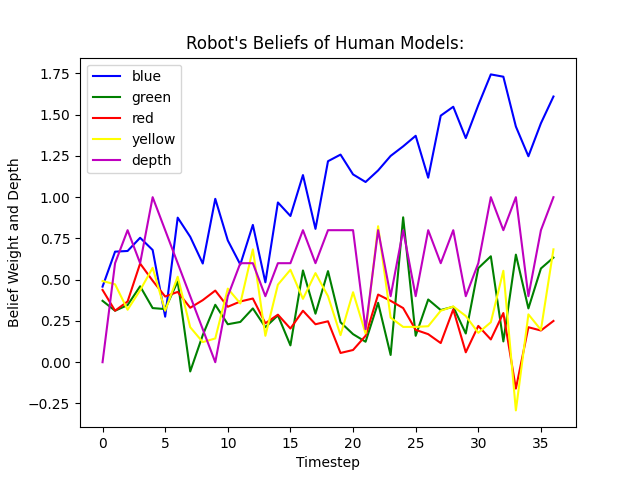 Robot's Beliefs of Human Models:
blue
green
red
yellow
depth
Belief Weight and Depth
1.75
1.50
1.25
1.00
0.75
0.50
0.25
0.00
−0.25
0 5 10 15 20 25 30 35
Timestep